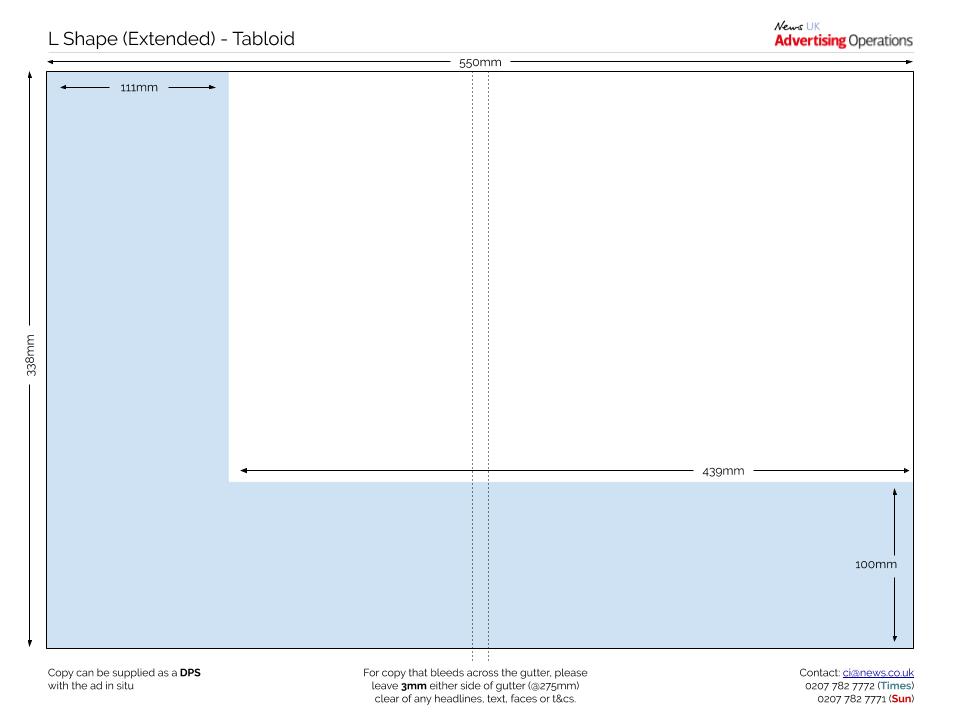 L Shape (Extended) - Tabloid
News UK
Advertising Operations
550mm
111mm
338mm
439mm
100mm
Copy can be supplied as a DPS
with the ad in situ
For copy that bleeds across the gutter, please
leave 3mm either side of gutter (@275mm)
clear of any headlines, text, faces or t&cs.
Contact: ci@news.co.uk
0207 782 7772 (Times)
0207 782 7771 (Sun)